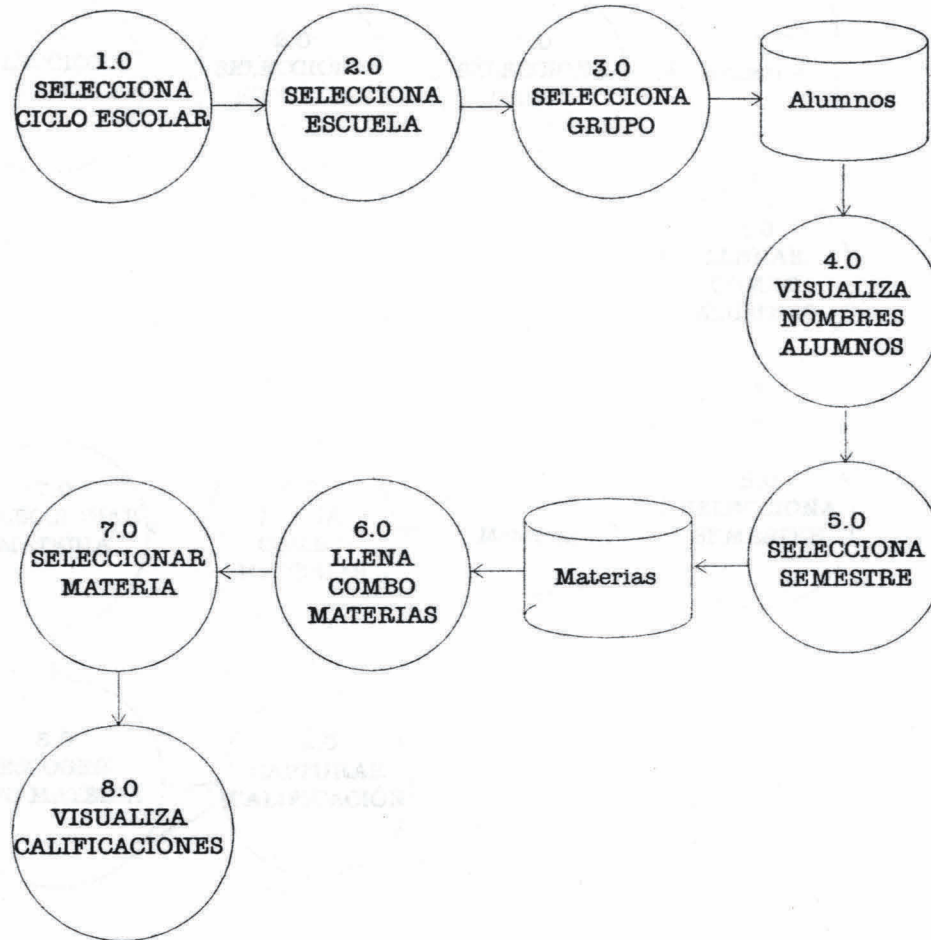 1.0
SELECCIONA
CICLO ESCOLAR
2.0
SELECCIONA
ESCUELA
3.0
SELECCIONA
GRUPO
Alumnos
4.0
VISUALIZA
NOMBRES
ALUMNOS
5.0
SELECCIONA
SEMESTRE
Materias
6.0
LLENA
COMBO
MATERIAS
7.0
SELECCIONAR
MATERIA
8.0
VISUALIZA
CALIFICACIONES